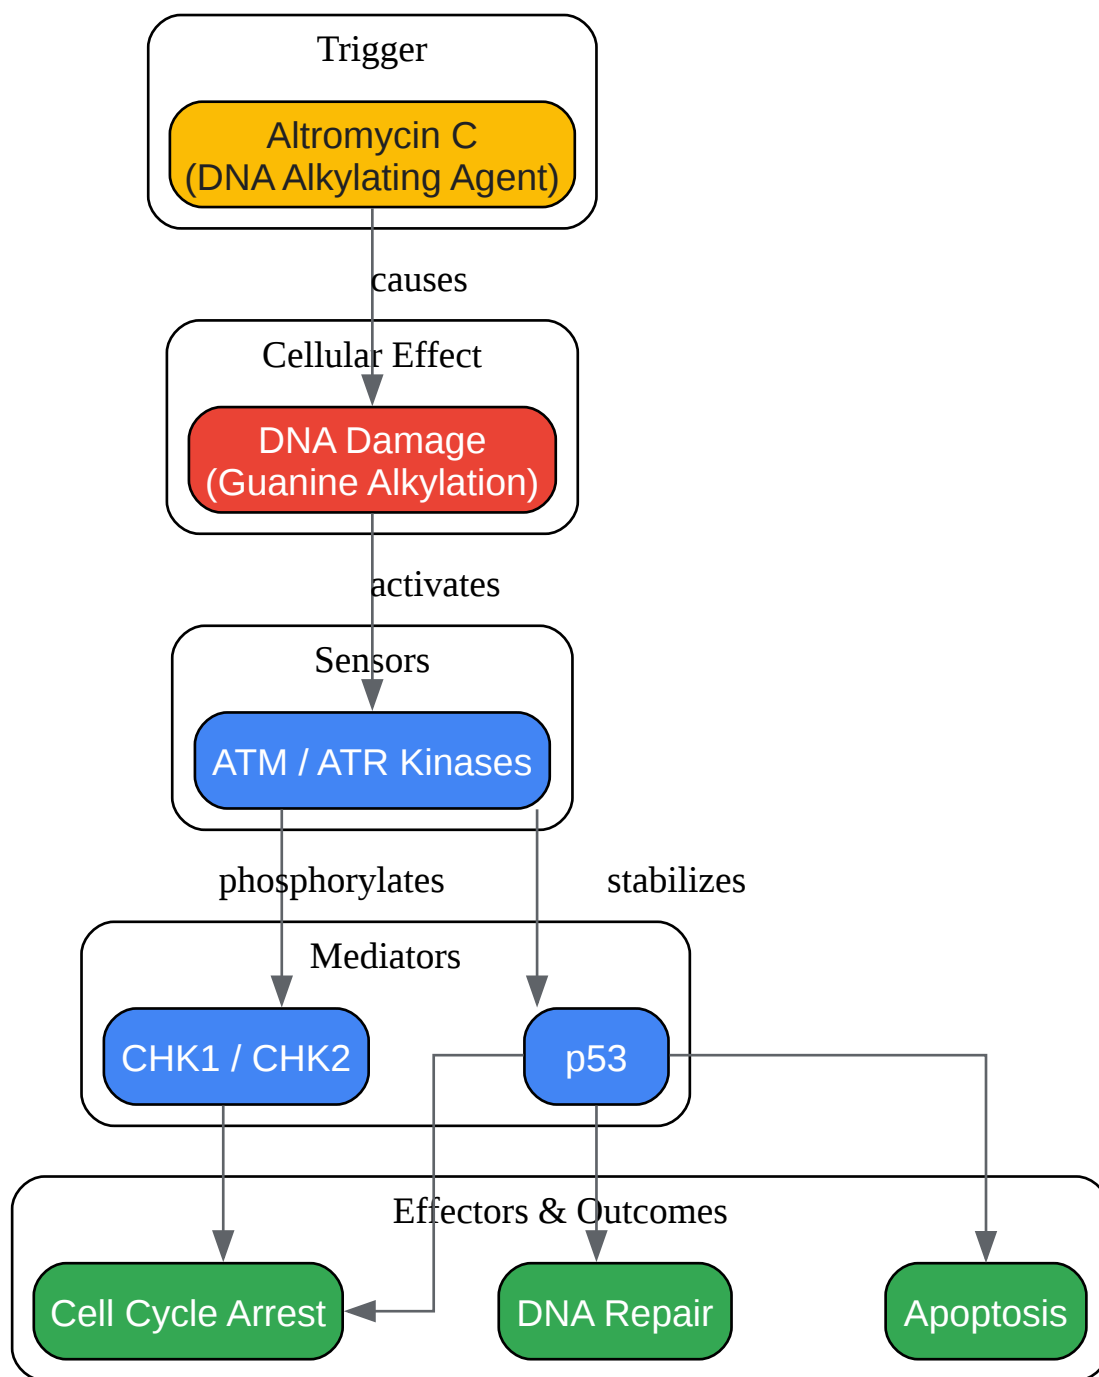 Trigger
Altromycin C
(DNA Alkylating Agent)
causes
Cellular Effect
DNA Damage
(Guanine Alkylation)
activates
Sensors
ATM / ATR Kinases
phosphorylates
stabilizes
Mediators
CHK1 / CHK2
p53
Effectors & Outcomes
Cell Cycle Arrest
DNA Repair
Apoptosis